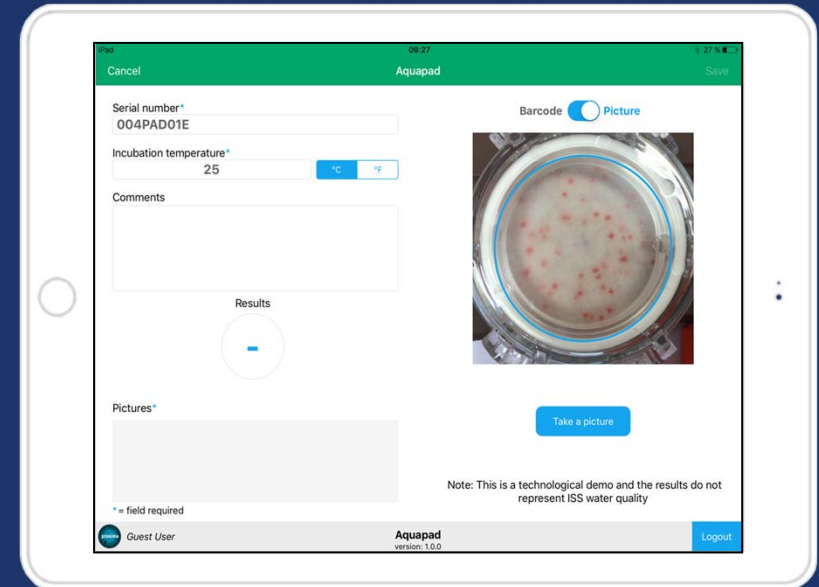 iPad 09:27 27 %
Cancel Aquapad Save
Serial number*
004PAD01E
Incubation temperature*
25 °C °F
Comments
Results
-
Pictures*
* = field required
Barcode Picture
Take a picture
Note: This is a technological demo and the results do not
represent ISS water quality
proxima Guest User Aquapad Logout
version: 1.0.0